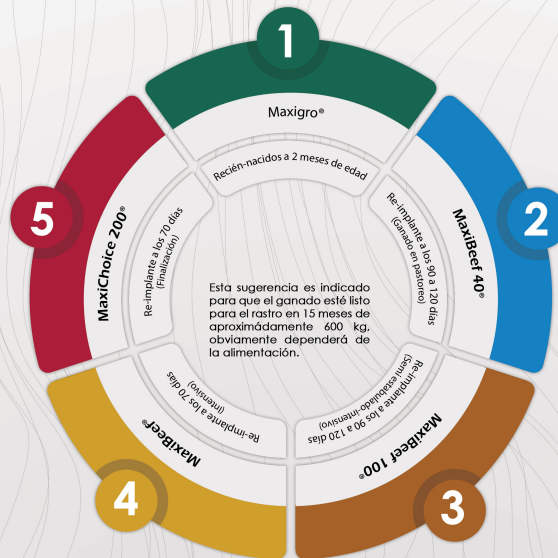 1
Maxigro®
Recién-nacidos a 2 meses de edad
2
MaxiBeef 40®
Re-implante a los 90 a 120 días
(Ganado en pastoreo)
3
MaxiBeef 100®
Re-implante a los 90 a 120 días
(Semi estabulado-intensivo)
4
MaxiBeef®
Re-implante a los 70 días
(Intensivo)
5
MaxiChoice 200®
Re-implante a los 70 días
(Finalización)
Esta sugerencia es indicado
para que el ganado esté listo
para el rastro en 15 meses de
aproximádamente 600 kg,
obviamente dependerá de
la alimentación.